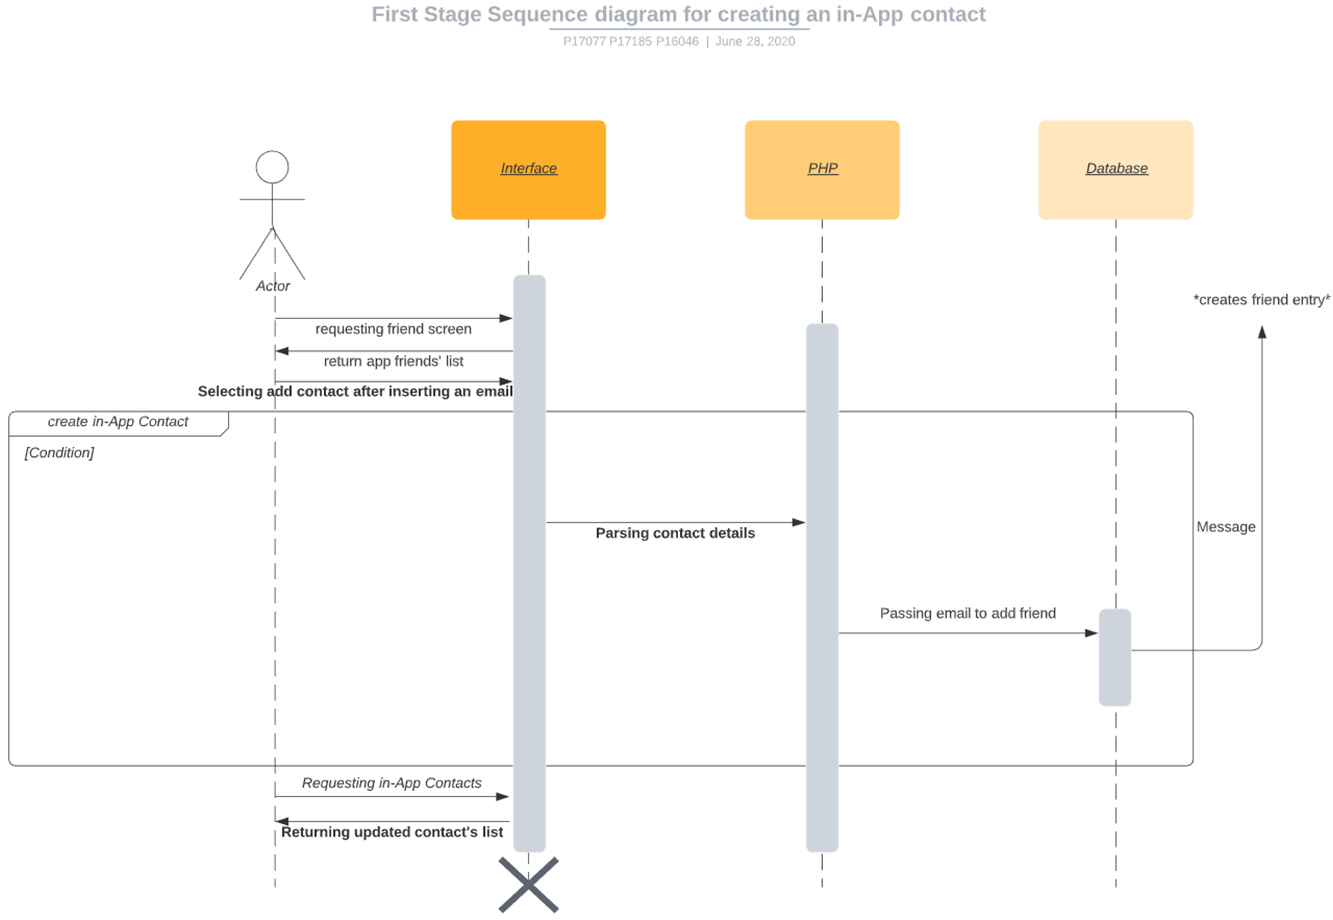 First Stage Sequence diagram for creating an in-App contact
P17077 P17185 P16046 | June 28, 2020
Interface
PHP
Database
Actor
*creates friend entry*
requesting friend screen
return app friends' list
Selecting add contact after inserting an email
create in-App Contact
[Condition]
Message
Parsing contact details
Passing email to add friend
Requesting in-App Contacts
Returning updated contact's list